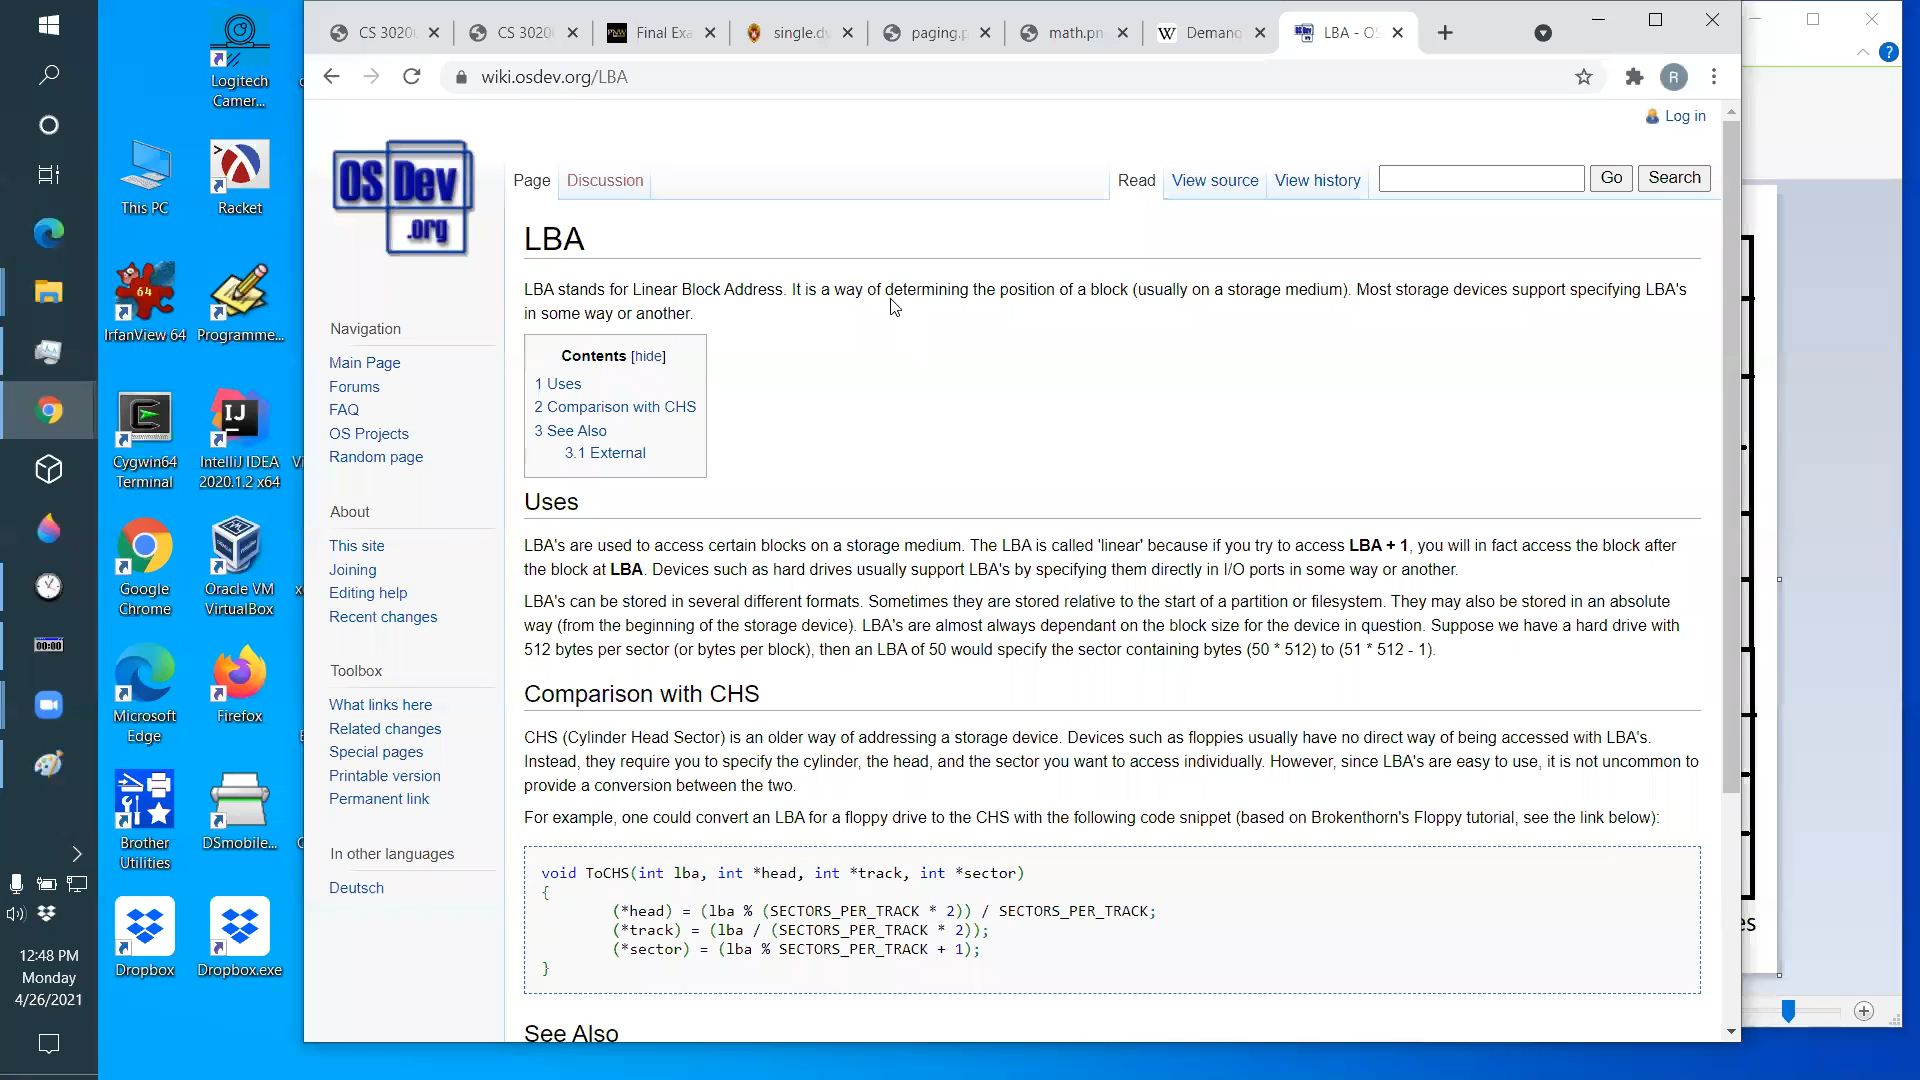 CS 3020
CS 3020
Final Exa
single.dv
paging.p
math.pn
Demand
LBA - OS
wiki.osdev.org/LBA
R
Log in
OS Dev
.org
Page
Discussion
Read
View source
View history
Go
Search
LBA
LBA stands for Linear Block Address. It is a way of determining the position of a block (usually on a storage medium). Most storage devices support specifying LBA's
in some way or another.
Contents [hide]
1 Uses
2 Comparison with CHS
3 See Also
3.1 External
Uses
LBA's are used to access certain blocks on a storage medium. The LBA is called 'linear' because if you try to access LBA + 1, you will in fact access the block after
the block at LBA. Devices such as hard drives usually support LBA's by specifying them directly in I/O ports in some way or another.
LBA's can be stored in several different formats. Sometimes they are stored relative to the start of a partition or filesystem. They may also be stored in an absolute
way (from the beginning of the storage device). LBA's are almost always dependant on the block size for the device in question. Suppose we have a hard drive with
512 bytes per sector (or bytes per block), then an LBA of 50 would specify the sector containing bytes (50 * 512) to (51 * 512 - 1).
Comparison with CHS
CHS (Cylinder Head Sector) is an older way of addressing a storage device. Devices such as floppies usually have no direct way of being accessed with LBA's.
Instead, they require you to specify the cylinder, the head, and the sector you want to access individually. However, since LBA's are easy to use, it is not uncommon to
provide a conversion between the two.
For example, one could convert an LBA for a floppy drive to the CHS with the following code snippet (based on Brokenthorn's Floppy tutorial, see the link below):
void ToCHS(int lba, int *head, int *track, int *sector)
{
(*head) = (lba % (SECTORS_PER_TRACK * 2)) / SECTORS_PER_TRACK;
(*track) = (lba / (SECTORS_PER_TRACK * 2));
(*sector) = (lba % SECTORS_PER_TRACK + 1);
}
See Also
Navigation
Main Page
Forums
FAQ
OS Projects
Random page
About
This site
Joining
Editing help
Recent changes
Toolbox
What links here
Related changes
Special pages
Printable version
Permanent link
In other languages
Deutsch
Logitech
Camer...
This PC
Racket
64
IrfanView 64
Programme...
Cygwin64
Terminal
IJ
IntelliJ IDEA
2020.1.2 x64
Google
Chrome
Oracle VM
VirtualBox
Microsoft
Edge
Firefox
Brother
Utilities
DSmobile...
Dropbox
Dropbox.exe
00:00
12:48 PM
Monday
4/26/2021
es